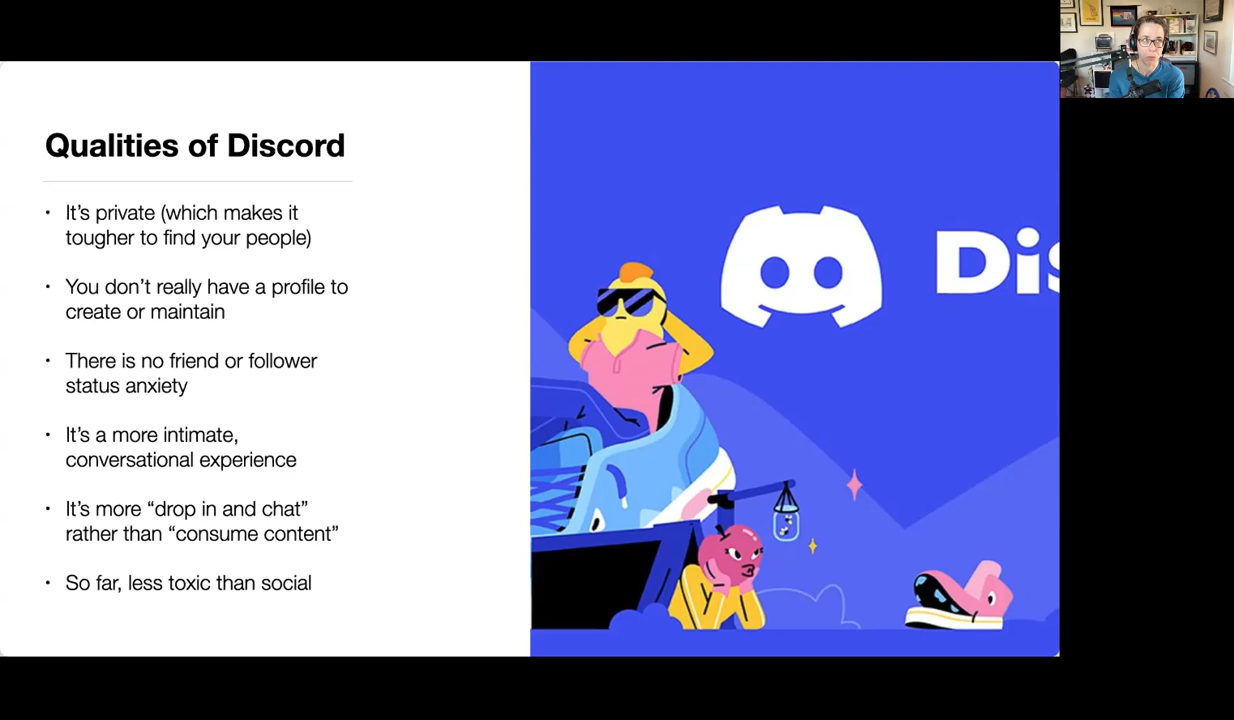 Qualities of Discord
• It’s private (which makes it
tougher to find your people)
• You don’t really have a profile to
create or maintain
• There is no friend or follower
status anxiety
• It’s a more intimate,
conversational experience
• It’s more “drop in and chat”
rather than “consume content”
• So far, less toxic than social
Dis